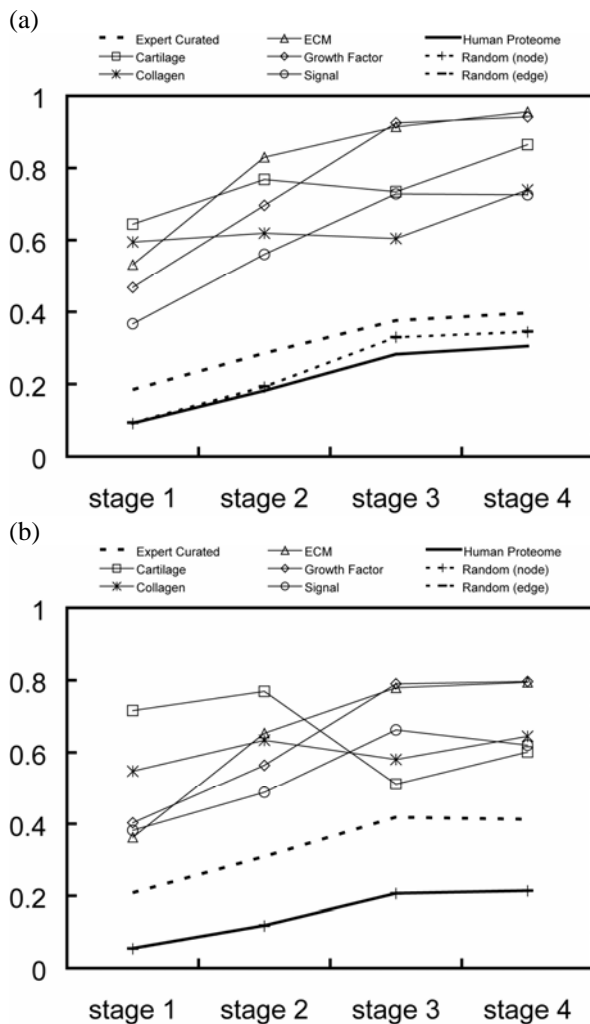 (a)
Expert Curated ECM Human Proteome
Cartilage Growth Factor Random (node)
Collagen Signal Random (edge)
1
0.8
0.6
0.4
0.2
0
stage 1 stage 2 stage 3 stage 4
(b)
Expert Curated ECM Human Proteome
Cartilage Growth Factor Random (node)
Collagen Signal Random (edge)
1
0.8
0.6
0.4
0.2
0
stage 1 stage 2 stage 3 stage 4